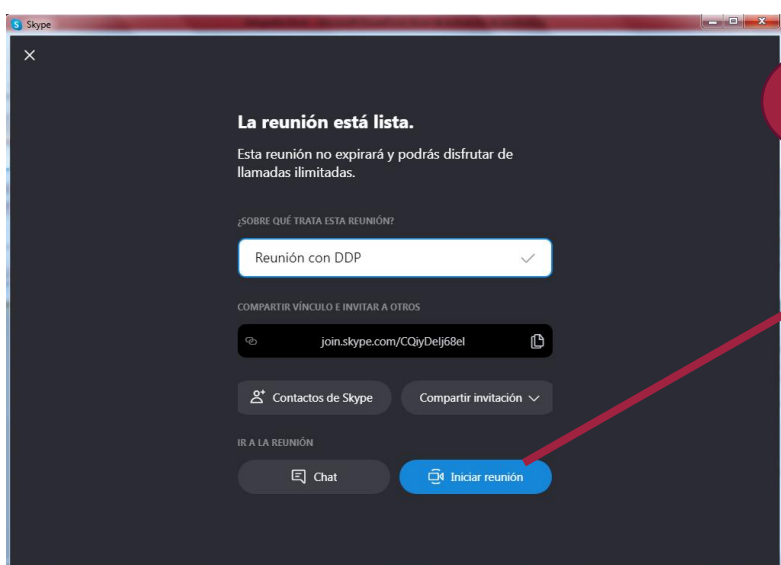 Skype
La reunión está lista.
Esta reunión no expirará y podrás disfrutar de
llamadas ilimitadas.
¿SOBRE QUÉ TRATA ESTA REUNIÓN?
Reunión con DDP
COMPARTIR VÍNCULO E INVITAR A OTROS
join.skype.com/CQiyDelj68el
Contactos de Skype
Compartir invitación
IR A LA REUNIÓN
Chat
Iniciar reunión